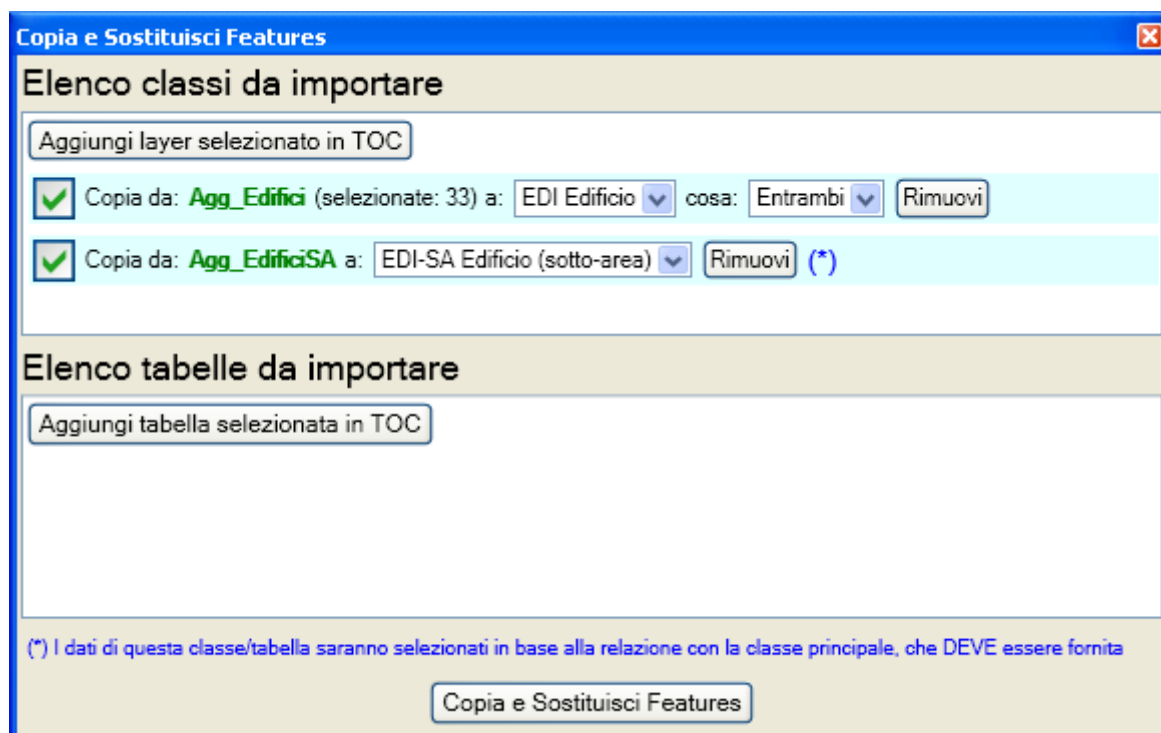 Copia e Sostituisci Features
Elenco classi da importare
Aggiungi layer selezionato in TOC
Copia da: Agg_Edifici (selezionate: 33) a: EDI Edificio cosa: Entrambi Rimuovi
Copia da: Agg_EdificiSA a: EDI-SA Edificio (sotto-area) Rimuovi (*)
Elenco tabelle da importare
Aggiungi tabella selezionata in TOC
(*) I dati di questa classe/tabella saranno selezionati in base alla relazione con la classe principale, che DEVE essere fornita
Copia e Sostituisci Features